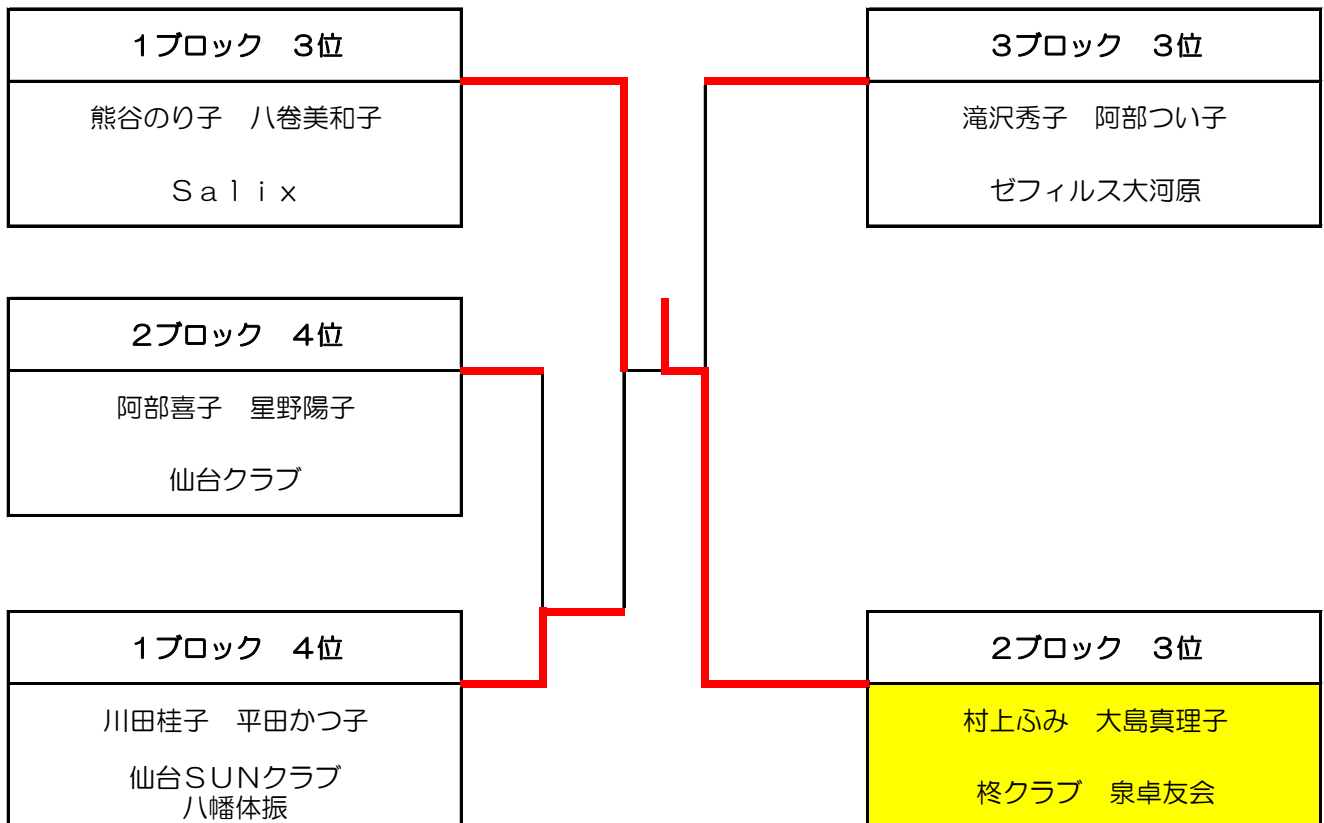 1ブロック　3位
熊谷のり子　八巻美和子
Ｓａｌｉｘ
2ブロック　4位
阿部喜子　星野陽子
仙台クラブ
1ブロック　4位
川田桂子　平田かつ子
仙台ＳＵＮクラブ
八幡体振
3ブロック　3位
滝沢秀子　阿部つい子
ゼフィルス大河原
2ブロック　3位
村上ふみ　大島真理子
柊クラブ　泉卓友会